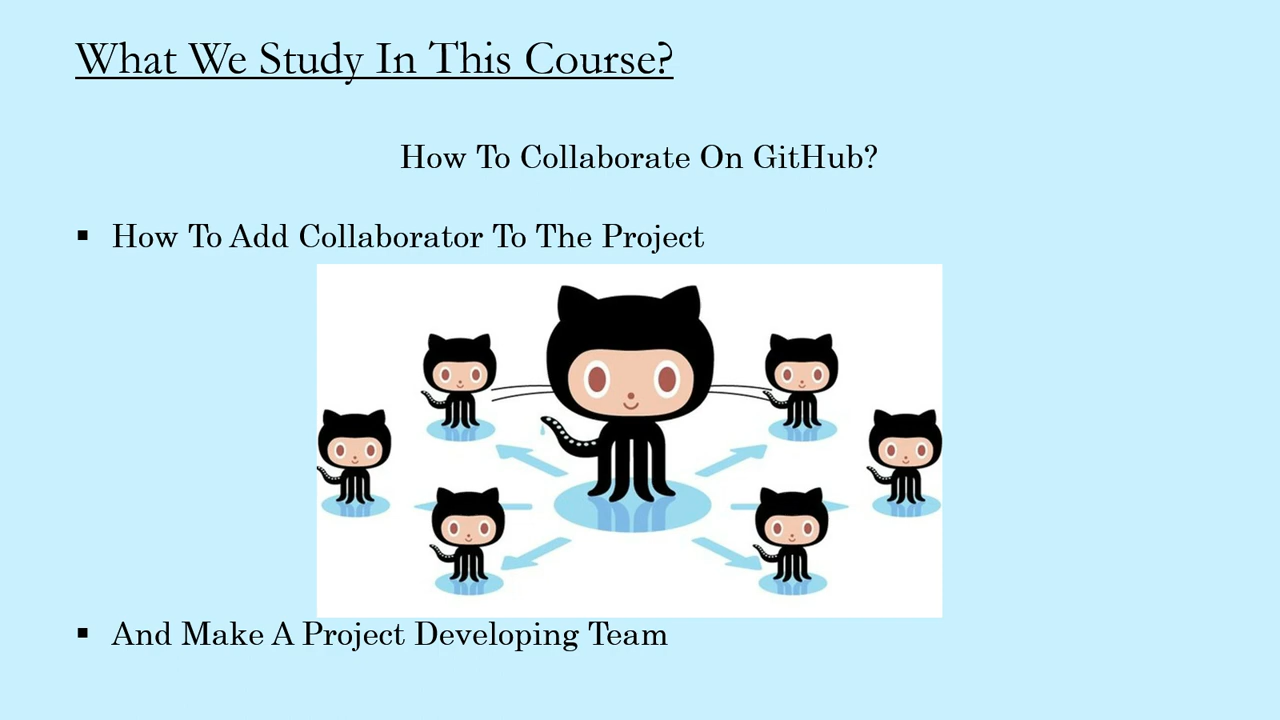 What We Study In This Course?
How To Collaborate On GitHub?
▪ How To Add Collaborator To The Project
▪ And Make A Project Developing Team